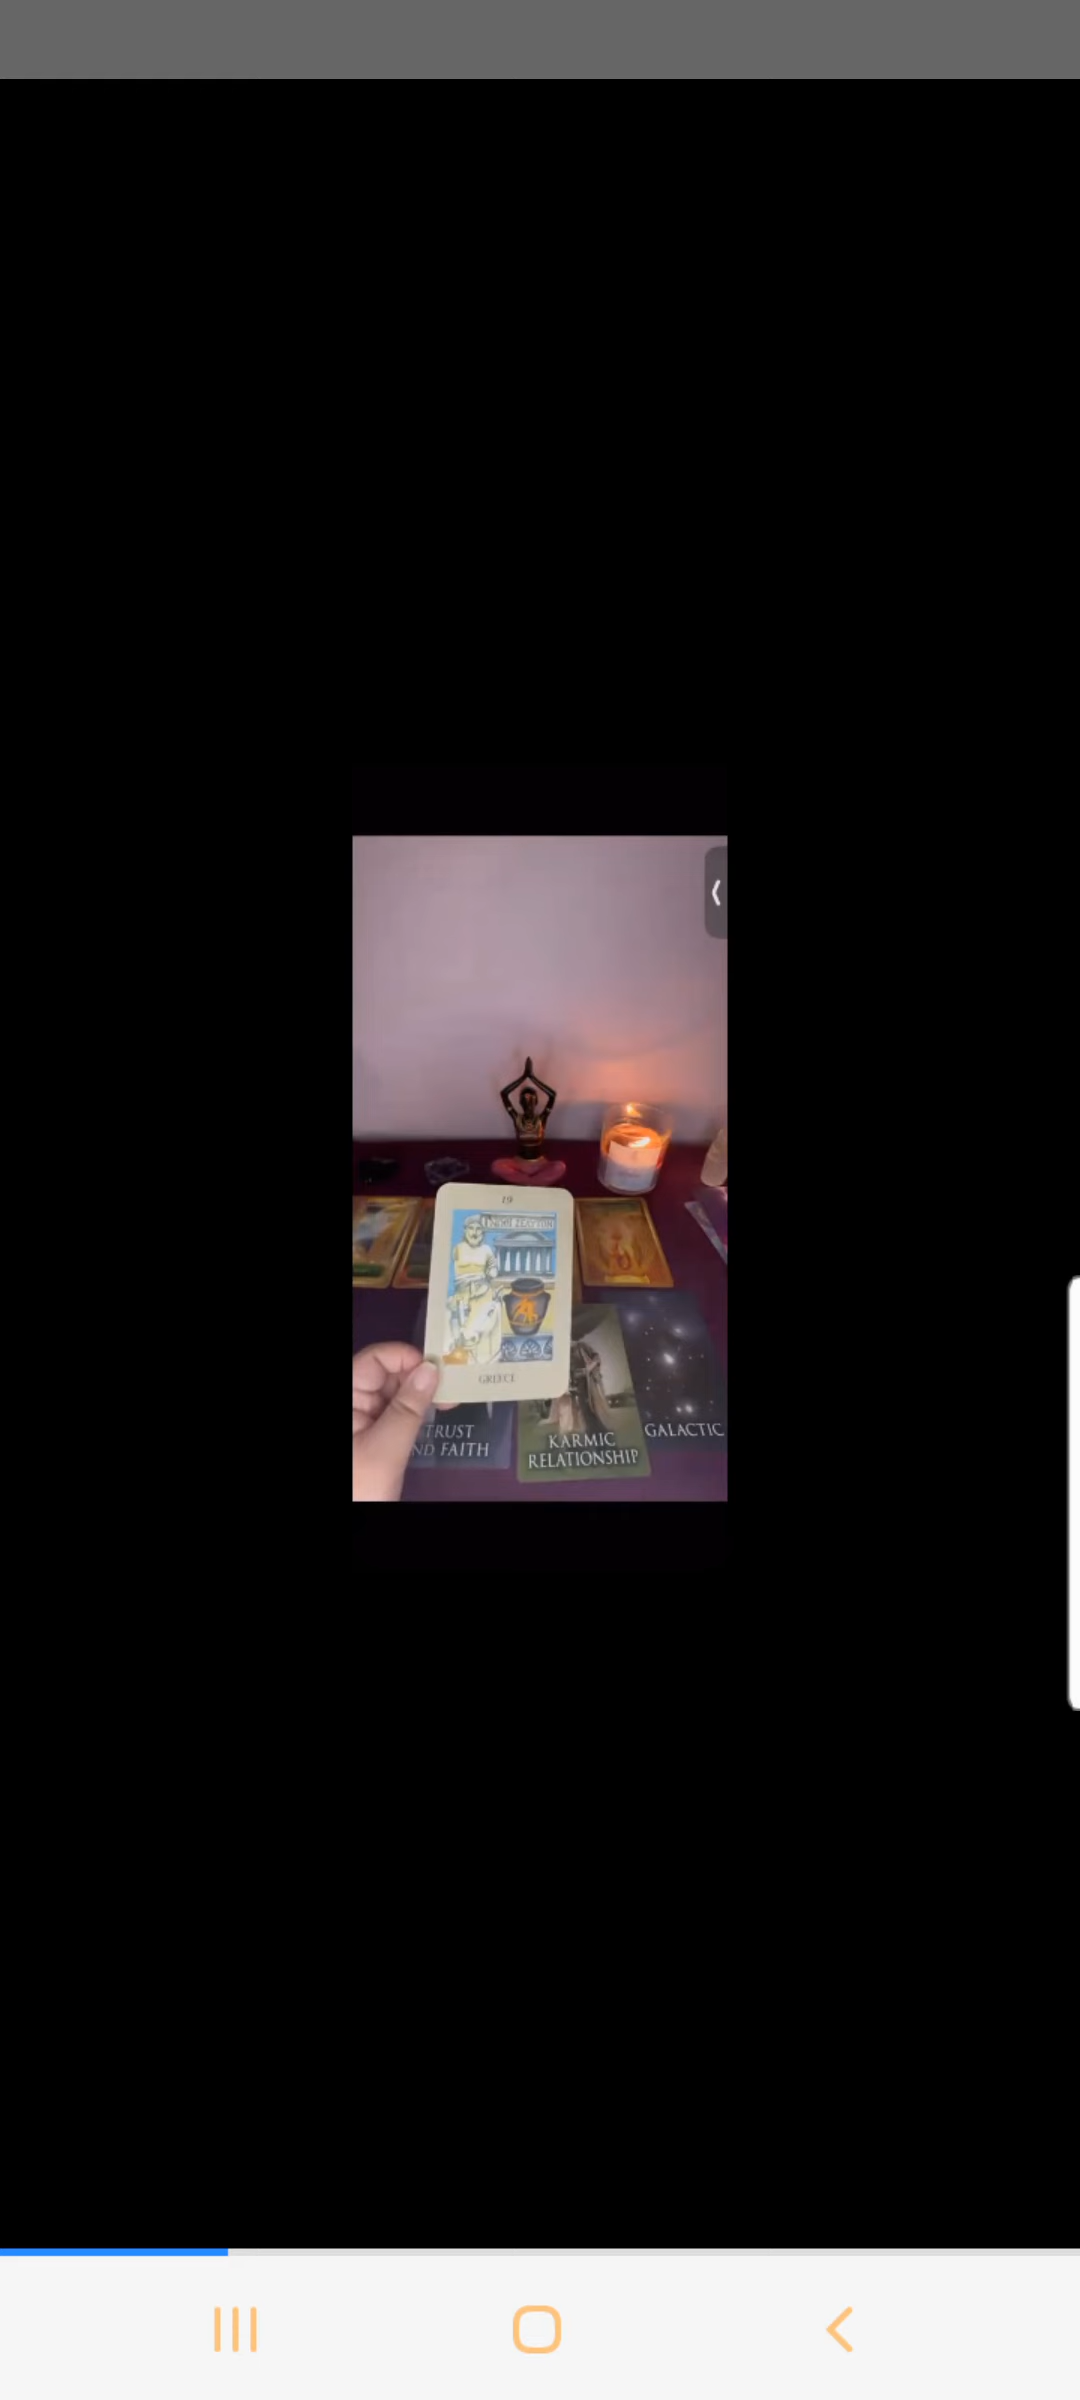 19
GREECE
TRUST
ND FAITH
KARMIC
RELATIONSHIP
GALACTIC